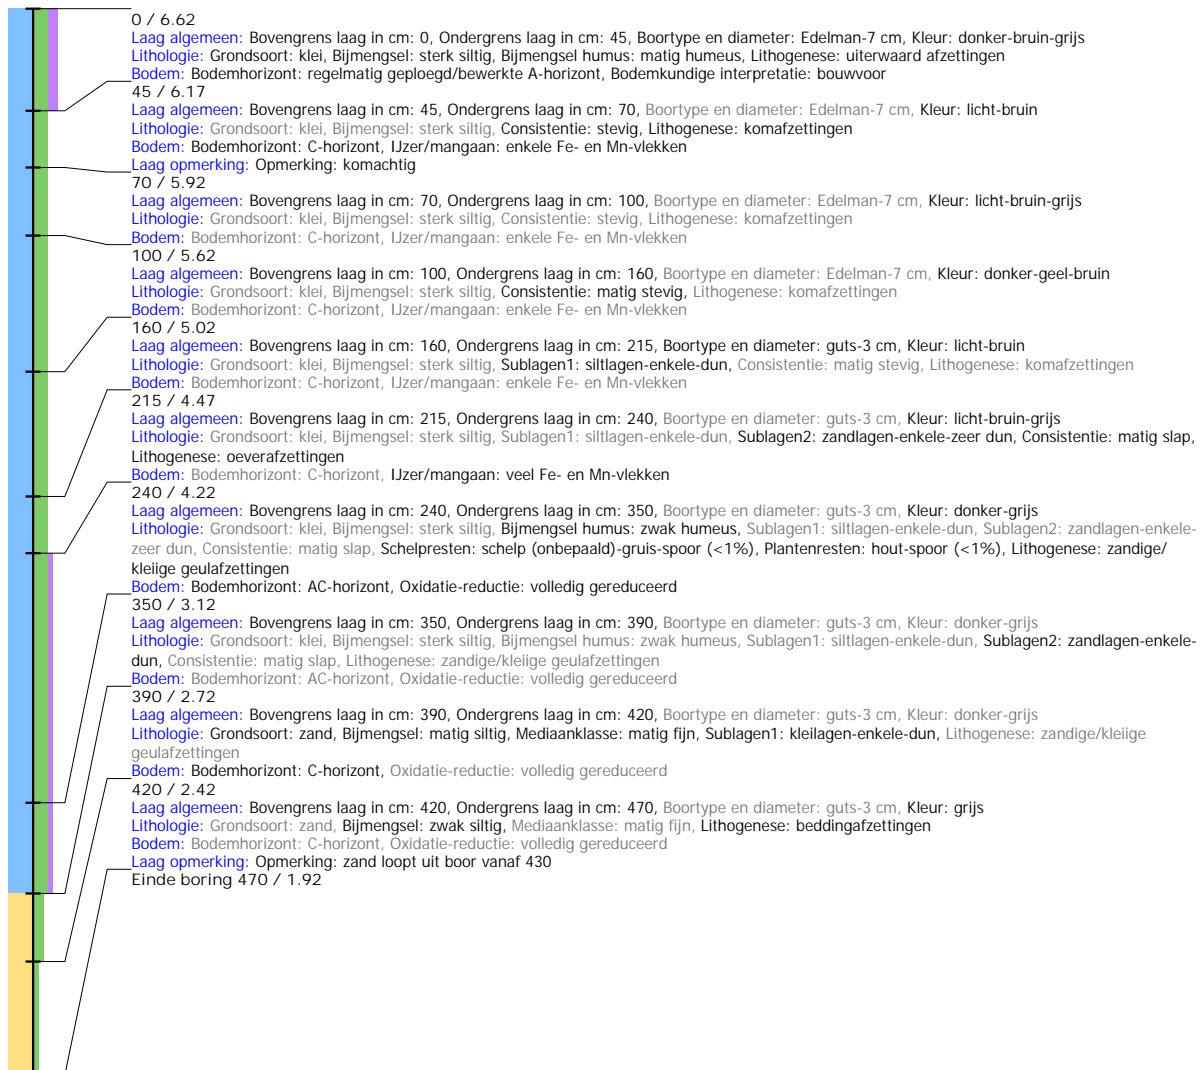 0 / 6.62
Laag algemeen: Bovengrens laag in cm: 0, Ondergrens laag in cm: 45, Boortype en diameter: Edelman-7 cm, Kleur: donker-bruin-grijs
Lithologie: Grondsoort: klei, Bijmengsel: sterk siltig, Bijmengsel humus: matig humeus, Lithogenese: uiterwaard afzettingen
Bodem: Bodemhorizont: regelmatig geploegd/bewerkte A-horizont, Bodemkundige interpretatie: bouwvoor
45 / 6.17
Laag algemeen: Bovengrens laag in cm: 45, Ondergrens laag in cm: 70, Boortype en diameter: Edelman-7 cm, Kleur: licht-bruin
Lithologie: Grondsoort: klei, Bijmengsel: sterk siltig, Consistentie: stevig, Lithogenese: komafzettingen
Bodem: Bodemhorizont: C-horizont, IJzer/mangaan: enkele Fe- en Mn-vlekken
Laag opmerking: Opmerking: komachtig
70 / 5.92
Laag algemeen: Bovengrens laag in cm: 70, Ondergrens laag in cm: 100, Boortype en diameter: Edelman-7 cm, Kleur: licht-bruin-grijs
Lithologie: Grondsoort: klei, Bijmengsel: sterk siltig, Consistentie: stevig, Lithogenese: komafzettingen
Bodem: Bodemhorizont: C-horizont, IJzer/mangaan: enkele Fe- en Mn-vlekken
100 / 5.62
Laag algemeen: Bovengrens laag in cm: 100, Ondergrens laag in cm: 160, Boortype en diameter: Edelman-7 cm, Kleur: donker-geel-bruin
Lithologie: Grondsoort: klei, Bijmengsel: sterk siltig, Consistentie: matig stevig, Lithogenese: komafzettingen
Bodem: Bodemhorizont: C-horizont, IJzer/mangaan: enkele Fe- en Mn-vlekken
160 / 5.02
Laag algemeen: Bovengrens laag in cm: 160, Ondergrens laag in cm: 215, Boortype en diameter: guts-3 cm, Kleur: licht-bruin
Lithologie: Grondsoort: klei, Bijmengsel: sterk siltig, Sublagen1: siltlagen-enkele-dun, Consistentie: matig stevig, Lithogenese: komafzettingen
Bodem: Bodemhorizont: C-horizont, IJzer/mangaan: enkele Fe- en Mn-vlekken
215 / 4.47
Laag algemeen: Bovengrens laag in cm: 215, Ondergrens laag in cm: 240, Boortype en diameter: guts-3 cm, Kleur: licht-bruin-grijs
Lithologie: Grondsoort: klei, Bijmengsel: sterk siltig, Sublagen1: siltlagen-enkele-dun, Sublagen2: zandlagen-enkele-zeer dun, Consistentie: matig slap,
Lithogenese: oeverafzettingen
Bodem: Bodemhorizont: C-horizont, IJzer/mangaan: veel Fe- en Mn-vlekken
240 / 4.22
Laag algemeen: Bovengrens laag in cm: 240, Ondergrens laag in cm: 350, Boortype en diameter: guts-3 cm, Kleur: donker-grijs
Lithologie: Grondsoort: klei, Bijmengsel: sterk siltig, Bijmengsel humus: zwak humeus, Sublagen1: siltlagen-enkele-dun, Sublagen2: zandlagen-enkele-
zeer dun, Consistentie: matig slap, Schelpresten: schelp (onbepaald)-gruis-spoor (<1%), Plantenresten: hout-spoor (<1%), Lithogenese: zandige/
kleiige geulafzettingen
Bodem: Bodemhorizont: AC-horizont, Oxidatie-reductie: volledig gereduceerd
350 / 3.12
Laag algemeen: Bovengrens laag in cm: 350, Ondergrens laag in cm: 390, Boortype en diameter: guts-3 cm, Kleur: donker-grijs
Lithologie: Grondsoort: klei, Bijmengsel: sterk siltig, Bijmengsel humus: zwak humeus, Sublagen1: siltlagen-enkele-dun, Sublagen2: zandlagen-enkele-
dun, Consistentie: matig slap, Lithogenese: zandige/kleiige geulafzettingen
Bodem: Bodemhorizont: AC-horizont, Oxidatie-reductie: volledig gereduceerd
390 / 2.72
Laag algemeen: Bovengrens laag in cm: 390, Ondergrens laag in cm: 420, Boortype en diameter: guts-3 cm, Kleur: donker-grijs
Lithologie: Grondsoort: zand, Bijmengsel: matig siltig, Mediaanklasse: matig fijn, Sublagen1: kleilagen-enkele-dun, Lithogenese: zandige/kleiige
geulafzettingen
Bodem: Bodemhorizont: C-horizont, Oxidatie-reductie: volledig gereduceerd
420 / 2.42
Laag algemeen: Bovengrens laag in cm: 420, Ondergrens laag in cm: 470, Boortype en diameter: guts-3 cm, Kleur: grijs
Lithologie: Grondsoort: zand, Bijmengsel: zwak siltig, Mediaanklasse: matig fijn, Lithogenese: beddingafzettingen
Bodem: Bodemhorizont: C-horizont, Oxidatie-reductie: volledig gereduceerd
Laag opmerking: Opmerking: zand loopt uit boor vanaf 430
Einde boring 470 / 1.92